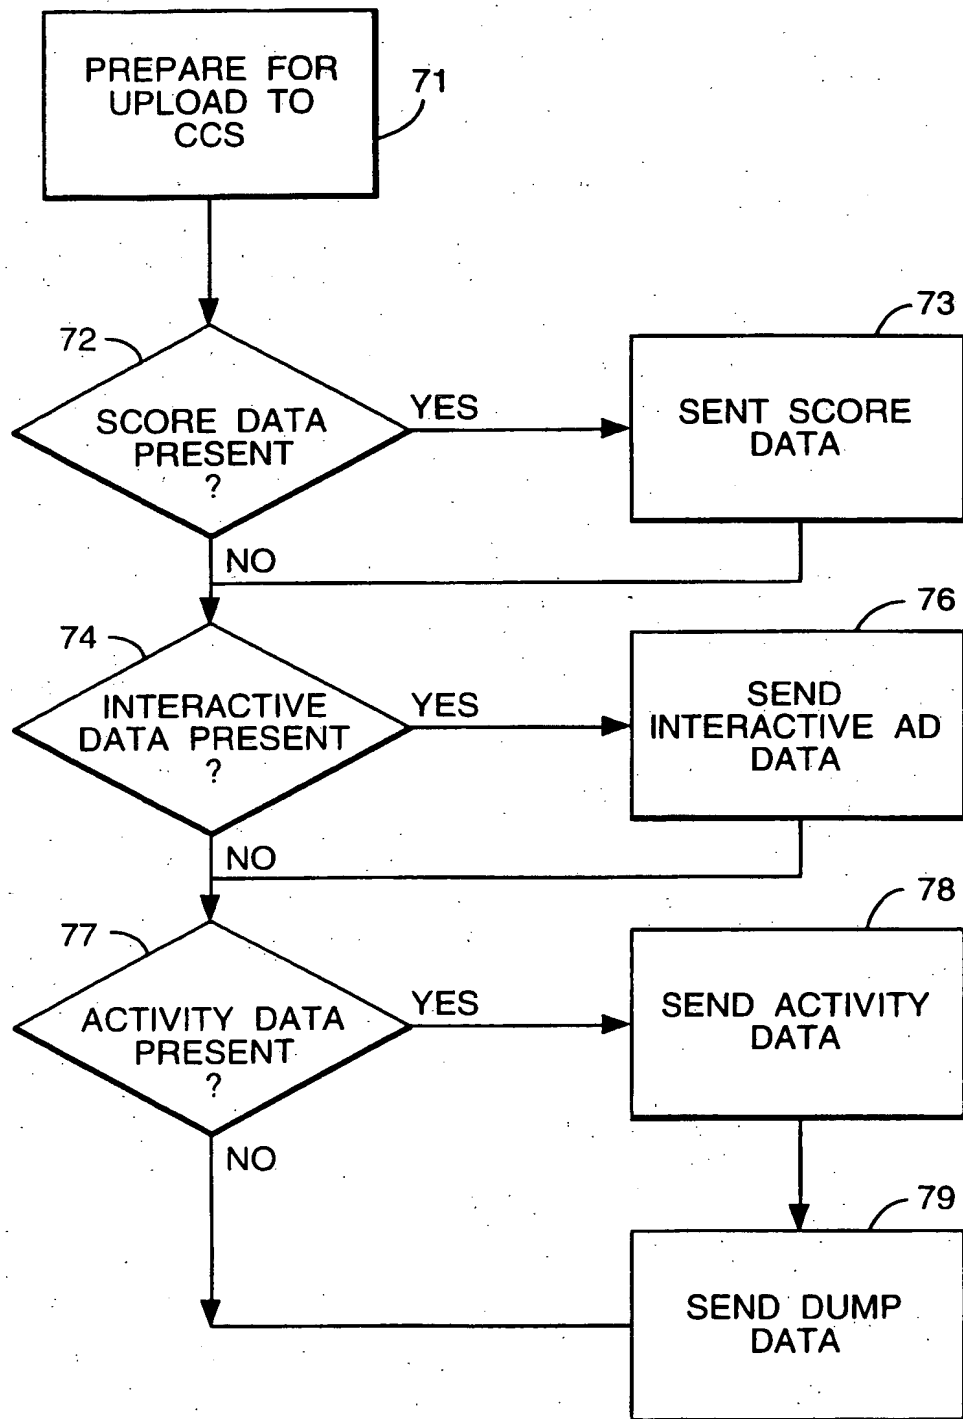 PREPARE FOR
UPLOAD TO
CCS
71
72
SCORE DATA
PRESENT
?
YES
NO
73
SENT SCORE
DATA
74
INTERACTIVE
DATA PRESENT
?
YES
NO
76
SEND
INTERACTIVE AD
DATA
77
ACTIVITY DATA
PRESENT
?
YES
NO
78
SEND ACTIVITY
DATA
79
SEND DUMP
DATA